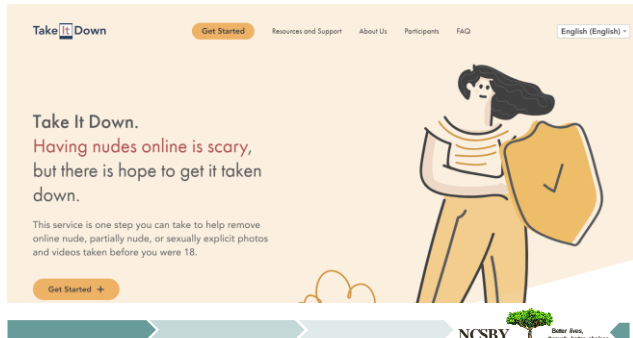 Take It Down
Get Started
Resources and Support
About Us
Participants
FAQ
English (English)
Take It Down.
Having nudes online is scary,
but there is hope to get it taken
down.
This service is one step you can take to help remove
online nude, partially nude, or sexually explicit photos
and videos taken before you were 18.
Get Started +
NCSBY
Better lives,
through better choices